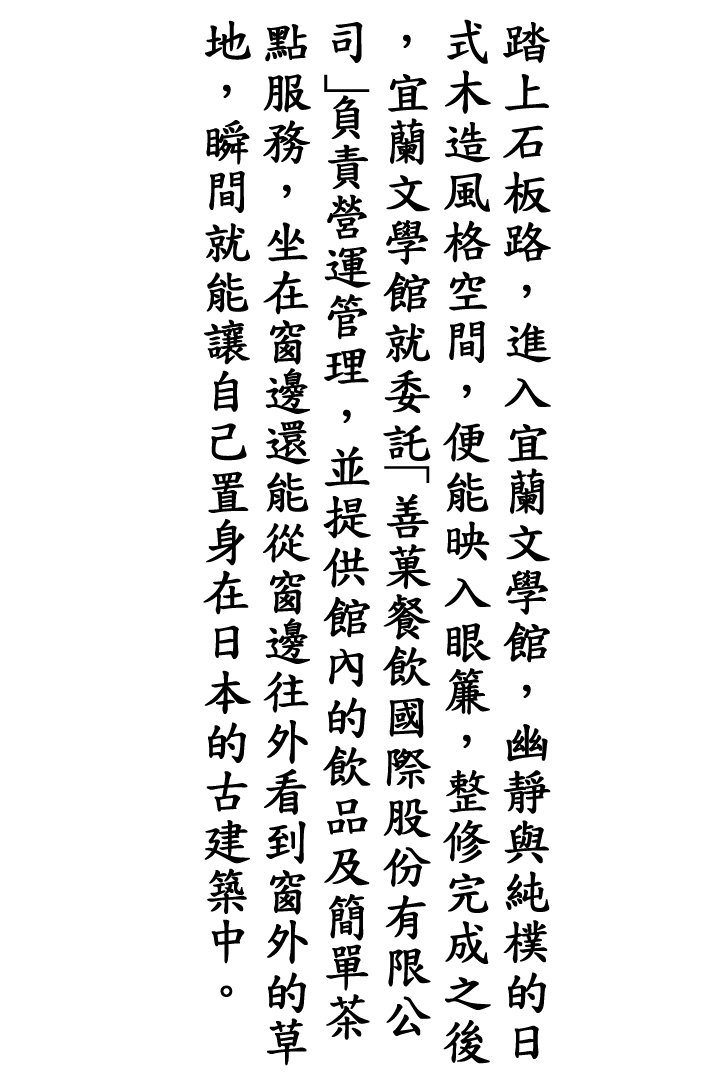 踏上石板路，進入宜蘭文學館，幽靜與純樸的日
式木造風格空間，便能映入眼簾，整修完成之後
，宜蘭文學館就委託「善菓餐飲國際股份有限公
司」負責營運管理，並提供館內的飲品及簡單茶
點服務，坐在窗邊還能從窗邊往外看到窗外的草
地，瞬間就能讓自己置身在日本的古建築中。